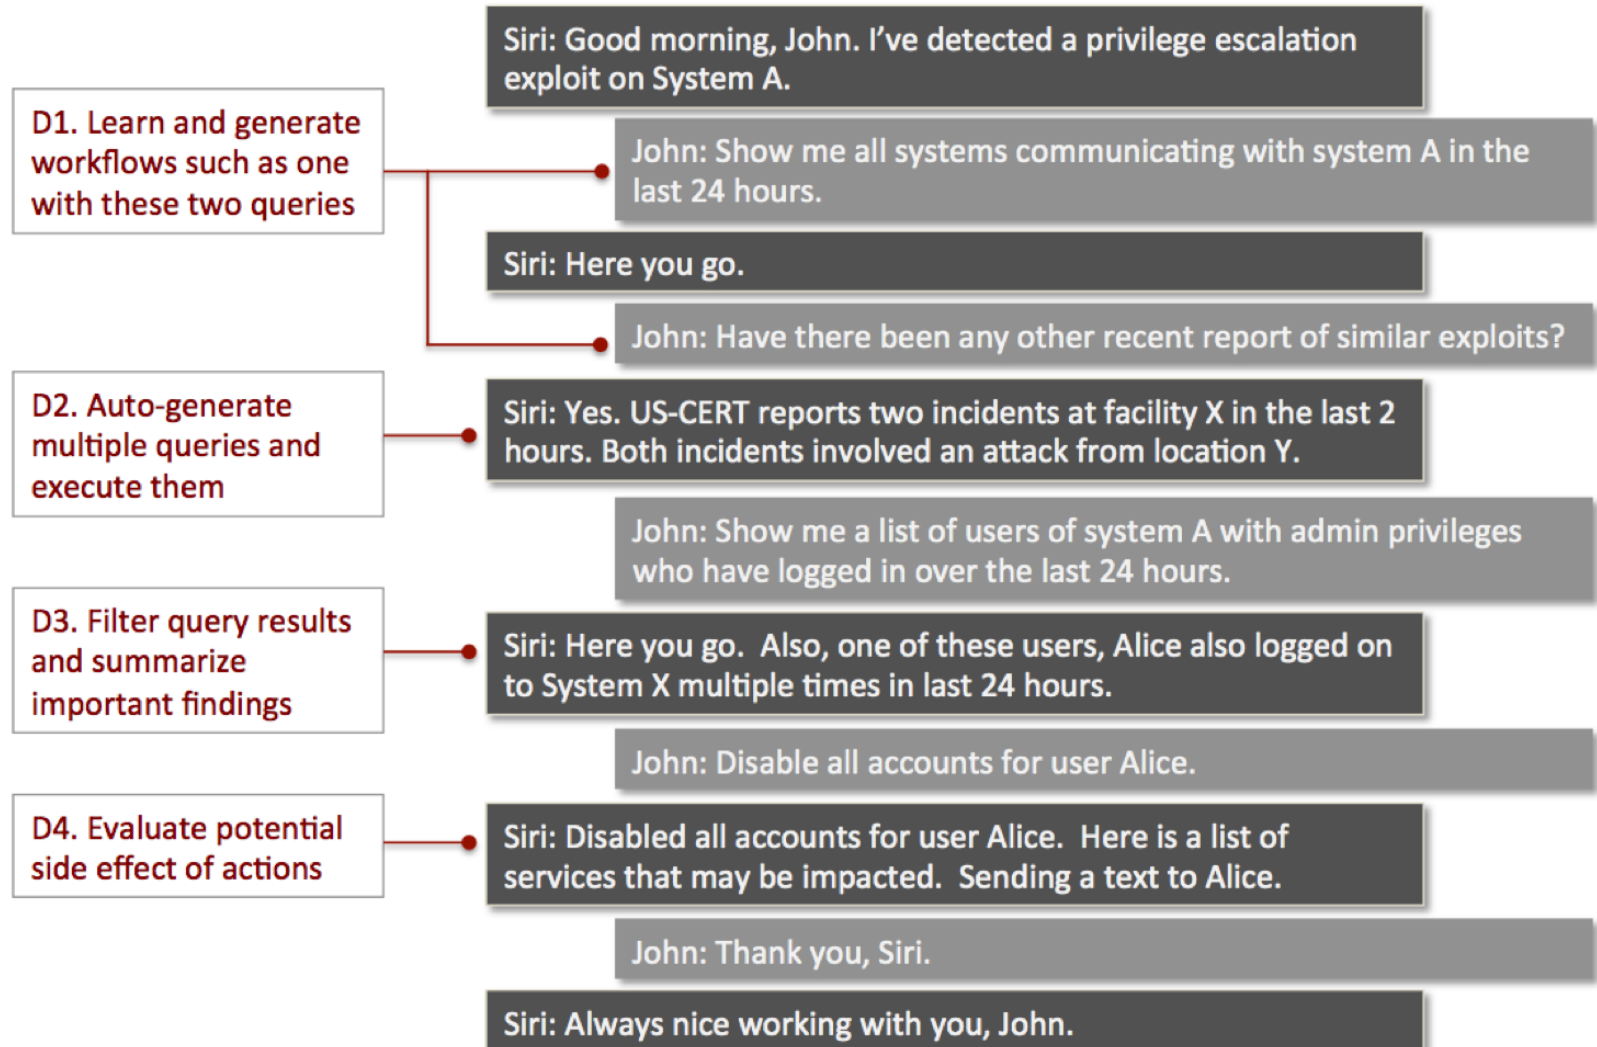 Siri: Good morning, John. I’ve detected a privilege escalation
exploit on System A.
D1. Learn and generate
workflows such as one
with these two queries
John: Show me all systems communicating with system A in the
last 24 hours.
Siri: Here you go.
John: Have there been any other recent report of similar exploits?
D2. Auto-generate
multiple queries and
execute them
Siri: Yes. US-CERT reports two incidents at facility X in the last 2
hours. Both incidents involved an attack from location Y.
John: Show me a list of users of system A with admin privileges
who have logged in over the last 24 hours.
D3. Filter query results
and summarize
important findings
Siri: Here you go.  Also, one of these users, Alice also logged on
to System X multiple times in last 24 hours.
John: Disable all accounts for user Alice.
D4. Evaluate potential
side effect of actions
Siri: Disabled all accounts for user Alice.  Here is a list of
services that may be impacted.  Sending a text to Alice.
John: Thank you, Siri.
Siri: Always nice working with you, John.